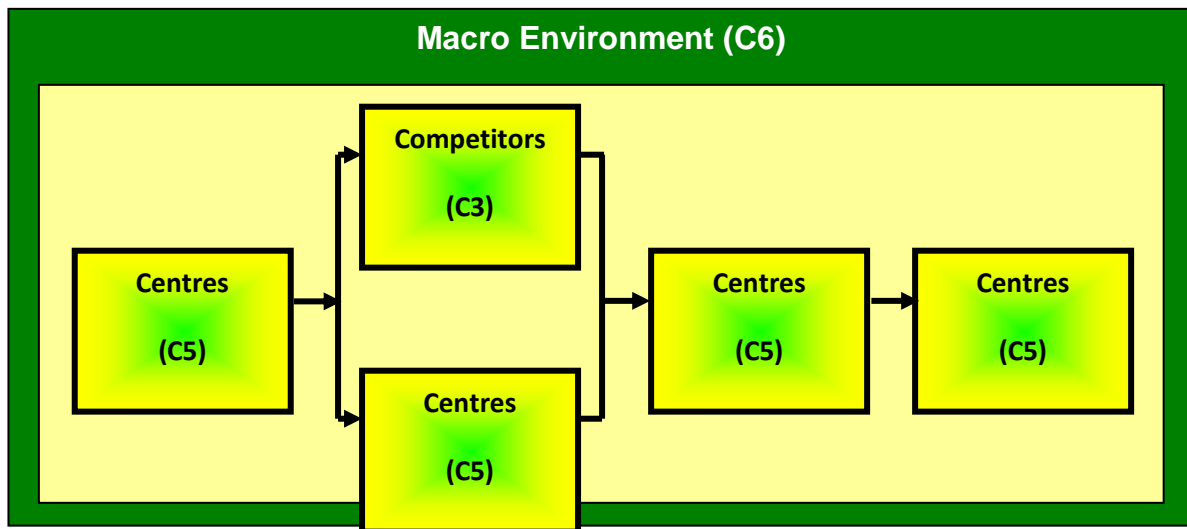 Macro Environment (C6)
Competitors
(C3)
Centres
(C5)
Centres
(C5)
Centres
(C5)
Centres
(C5)